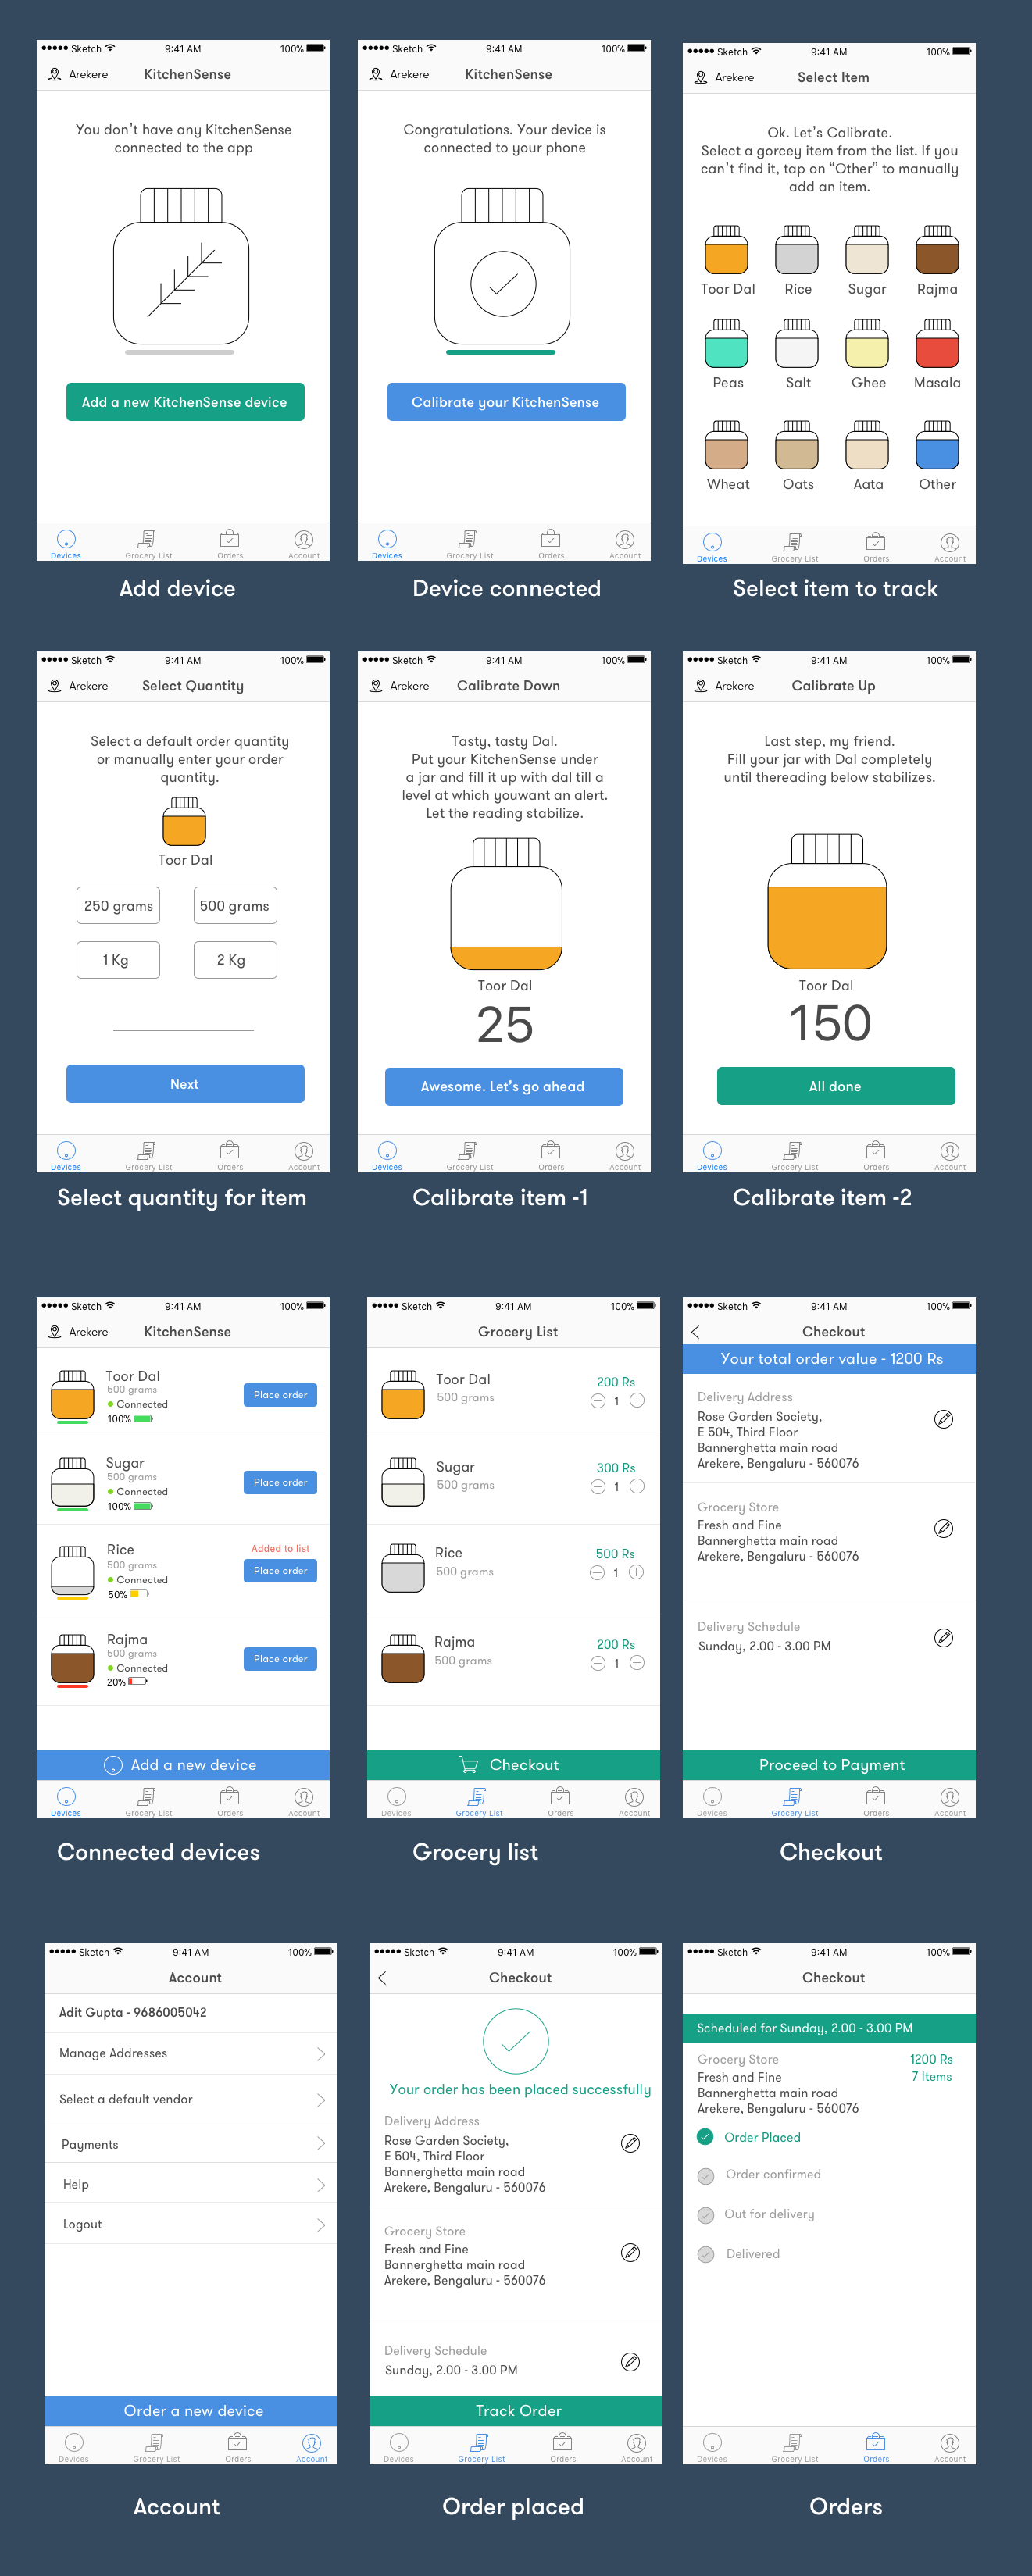 Sketch 9:41 AM 100%
Arekere KitchenSense
You don't have any KitchenSense
connected to the app
Add a new KitchenSense device
Devices Grocery List Orders Account
Add device
Sketch 9:41 AM 100%
Arekere KitchenSense
Congratulations. Your device is
connected to your phone
Calibrate your KitchenSense
Devices Grocery List Orders Account
Device connected
Sketch 9:41 AM 100%
Arekere Select Item
Ok. Let's Calibrate.
Select a gorcey item from the list. If you
can't find it, tap on “Other” to manually
add an item.
Toor Dal Rice Sugar Rajma
Peas Salt Ghee Masala
Wheat Oats Aata Other
Devices Grocery List Orders Account
Select item to track
Sketch 9:41 AM 100%
Arekere Select Quantity
Select a default order quantity
or manually enter your order
quantity.
Toor Dal
250 grams 500 grams
1 Kg 2 Kg
Next
Devices Grocery List Orders Account
Select quantity for item
Sketch 9:41 AM 100%
Arekere Calibrate Down
Tasty, tasty Dal.
Put your KitchenSense under
a jar and fill it up with dal till a
level at which youwant an alert.
Let the reading stabilize.
Toor Dal
25
Awesome. Let's go ahead
Devices Grocery List Orders Account
Calibrate item -1
Sketch 9:41 AM 100%
Arekere Calibrate Up
Last step, my friend.
Fill your jar with Dal completely
until thereading below stabilizes.
Toor Dal
150
All done
Devices Grocery List Orders Account
Calibrate item -2
Sketch 9:41 AM 100%
Arekere KitchenSense
Toor Dal
500 grams
Connected
100%
Place order
Sugar
500 grams
Connected
100%
Place order
Rice
500 grams
Connected
50%
Added to list
Place order
Rajma
500 grams
Connected
20%
Place order
Add a new device
Devices Grocery List Orders Account
Connected devices
Sketch 9:41 AM 100%
Grocery List
Toor Dal 200 Rs
500 grams 1
Sugar 300 Rs
500 grams 1
Rice 500 Rs
500 grams 1
Rajma 200 Rs
500 grams 1
Checkout
Devices Grocery List Orders Account
Grocery list
Sketch 9:41 AM 100%
Checkout
Your total order value - 1200 Rs
Delivery Address
Rose Garden Society,
E 504, Third Floor
Bannerghetta main road
Arekere, Bengaluru - 560076
Grocery Store
Fresh and Fine
Bannerghetta main road
Arekere, Bengaluru - 560076
Delivery Schedule
Sunday, 2.00 - 3.00 PM
Proceed to Payment
Devices Grocery List Orders Account
Checkout
Sketch 9:41 AM 100%
Account
Adit Gupta - 9686005042
Manage Addresses
Select a default vendor
Payments
Help
Logout
Order a new device
Devices Grocery List Orders Account
Account
Sketch 9:41 AM 100%
Checkout
Your order has been placed successfully
Delivery Address
Rose Garden Society,
E 504, Third Floor
Bannerghetta main road
Arekere, Bengaluru - 560076
Grocery Store
Fresh and Fine
Bannerghetta main road
Arekere, Bengaluru - 560076
Delivery Schedule
Sunday, 2.00 - 3.00 PM
Track Order
Devices Grocery List Orders Account
Order placed
Sketch 9:41 AM 100%
Checkout
Scheduled for Sunday, 2.00 - 3.00 PM
Grocery Store 1200 Rs
Fresh and Fine 7 Items
Bannerghetta main road
Arekere, Bengaluru - 560076
Order Placed
Order confirmed
Out for delivery
Delivered
Devices Grocery List Orders Account
Orders